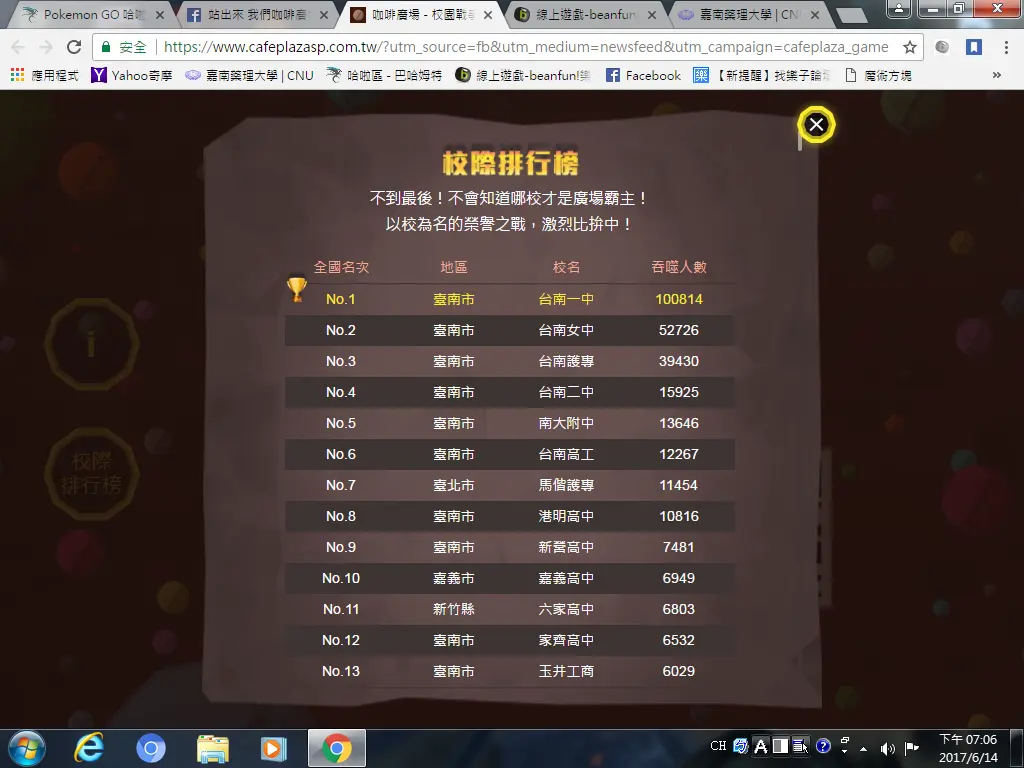 Pokemon GO 哈啦
站出來 我們咖啡廳
咖啡廣場 - 校園戰
線上遊戲-beanfun
嘉南藥理大學 | CN
安全 https://www.cafeplazasp.com.tw/?utm_source=fb&utm_medium=newsfeed&utm_campaign=cafeplaza_game
應用程式 Yahoo奇摩 嘉南藥理大學 | CNU 哈啦區 - 巴哈姆特 線上遊戲-beanfun!樂 Facebook 【新提醒】找樂子論 魔術方塊 »
校際排行榜
不到最後！不會知道哪校才是廣場霸主！
以校為名的榮譽之戰，激烈比拚中！
全國名次 地區 校名 吞噬人數
No.1 臺南市 台南一中 100814
No.2 臺南市 台南女中 52726
No.3 臺南市 台南護專 39430
No.4 臺南市 台南二中 15925
No.5 臺南市 南大附中 13646
No.6 臺南市 台南高工 12267
No.7 臺北市 馬偕護專 11454
No.8 臺南市 港明高中 10816
No.9 臺南市 新營高中 7481
No.10 嘉義市 嘉義高中 6949
No.11 新竹縣 六家高中 6803
No.12 臺南市 家齊高中 6532
No.13 臺南市 玉井工商 6029
i
校際
排行榜
CH A
下午 07:06
2017/6/14